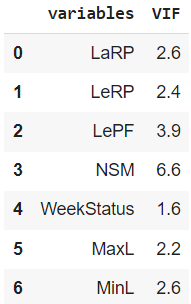 variables VIF
0 LaRP 2.6
1 LeRP 2.4
2 LePF 3.9
3 NSM 6.6
4 WeekStatus 1.6
5 MaxL 2.2
6 MinL 2.6